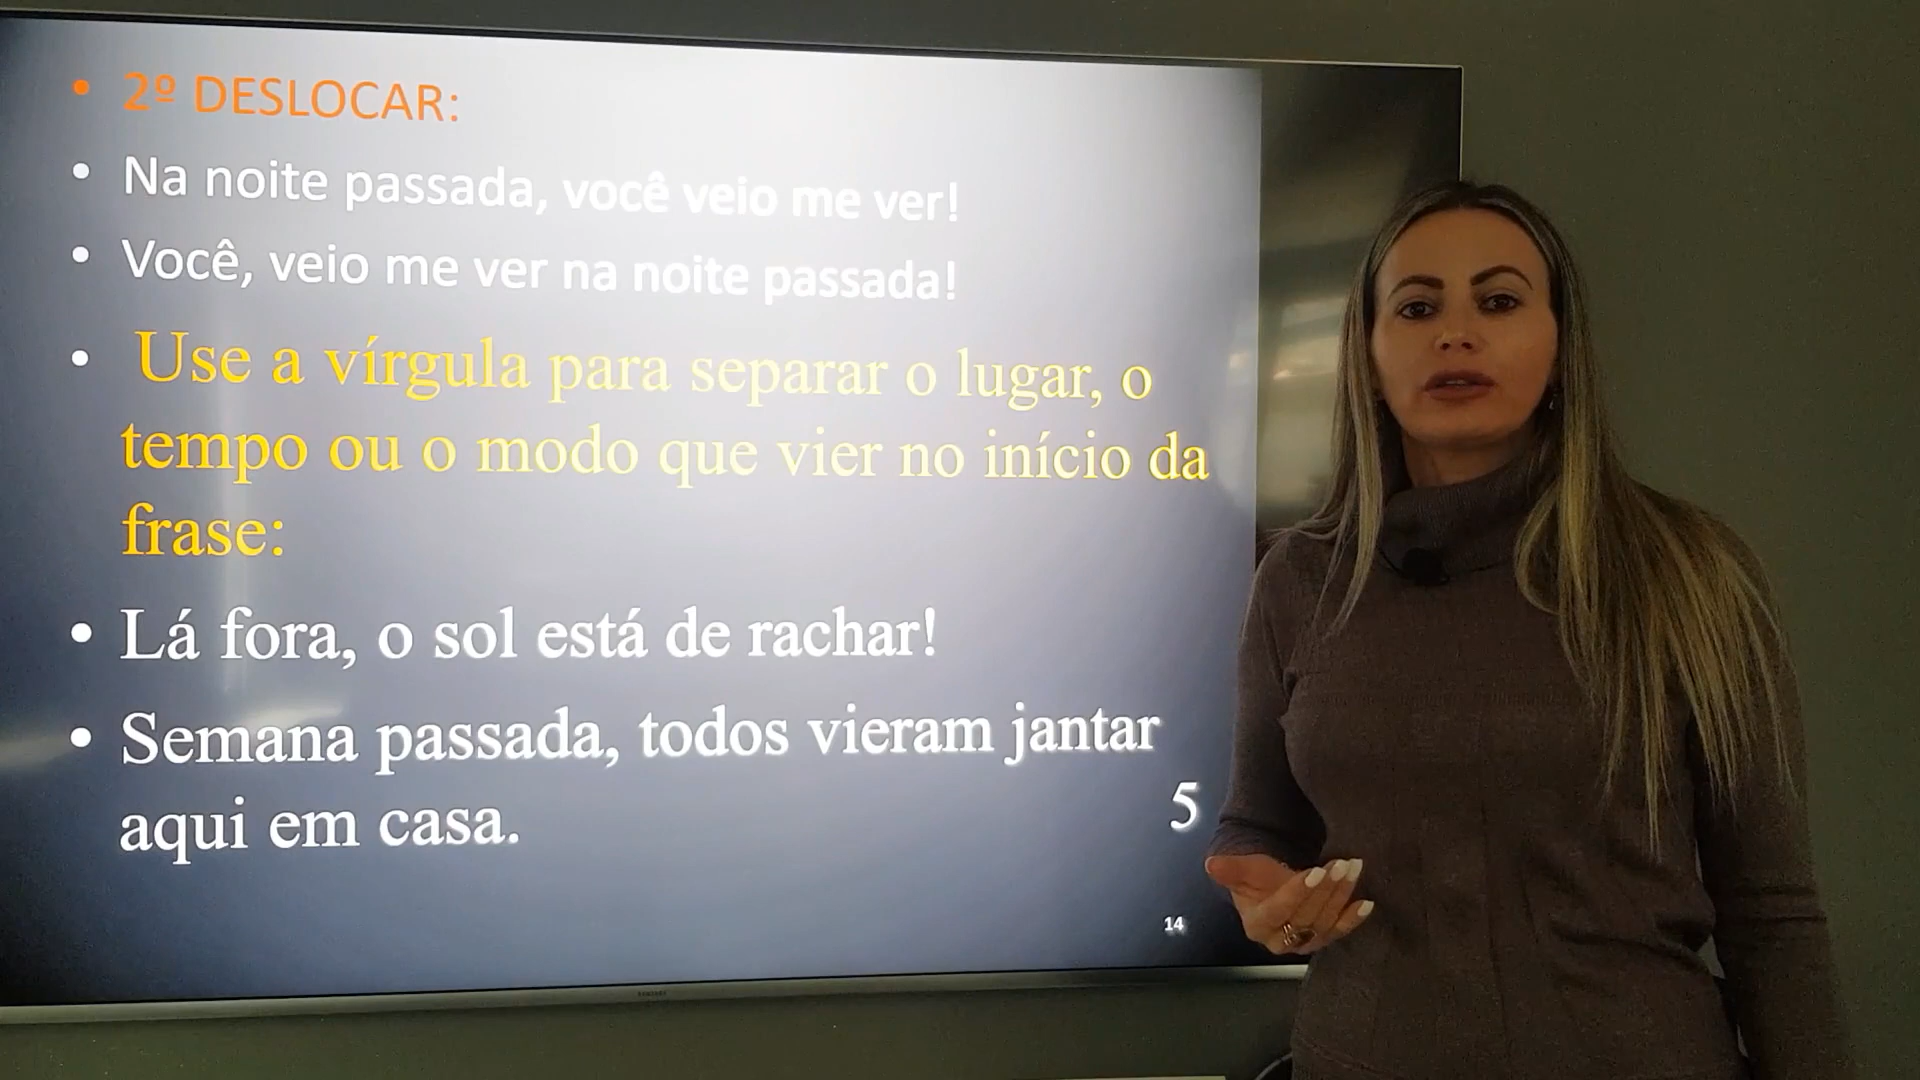 • 2º DESLOCAR:
• Na noite passada, você veio me ver!
• Você, veio me ver na noite passada!
• Use a vírgula para separar o lugar, o
tempo ou o modo que vier no início da
frase:
• Lá fora, o sol está de rachar!
• Semana passada, todos vieram jantar
aqui em casa.
5
14